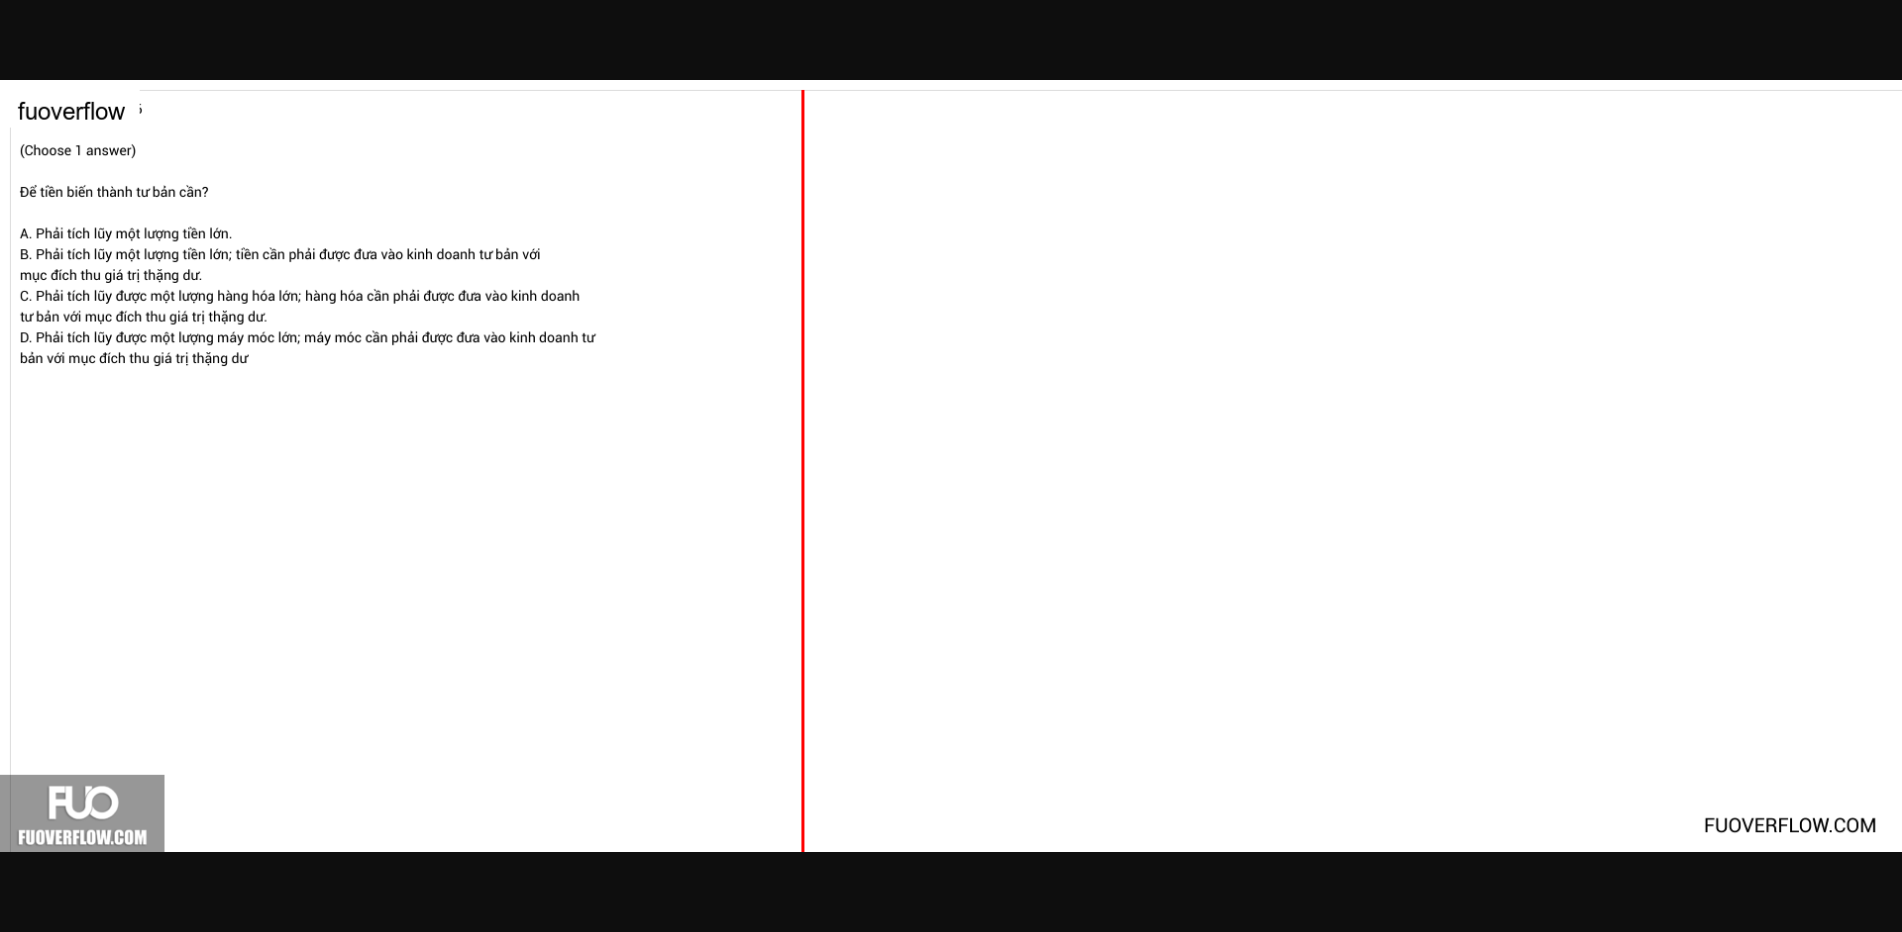 fuoverflow
(Choose 1 answer)
Để tiền biến thành tư bản cần?
A. Phải tích lũy một lượng tiền lớn.
B. Phải tích lũy một lượng tiền lớn; tiền cần phải được đưa vào kinh doanh tư bản với
mục đích thu giá trị thặng dư.
C. Phải tích lũy được một lượng hàng hóa lớn; hàng hóa cần phải được đưa vào kinh doanh
tư bản với mục đích thu giá trị thặng dư.
D. Phải tích lũy được một lượng máy móc lớn; máy móc cần phải được đưa vào kinh doanh tư
bản với mục đích thu giá trị thặng dư
FUO
FUOVERFLOW.COM
FUOVERFLOW.COM